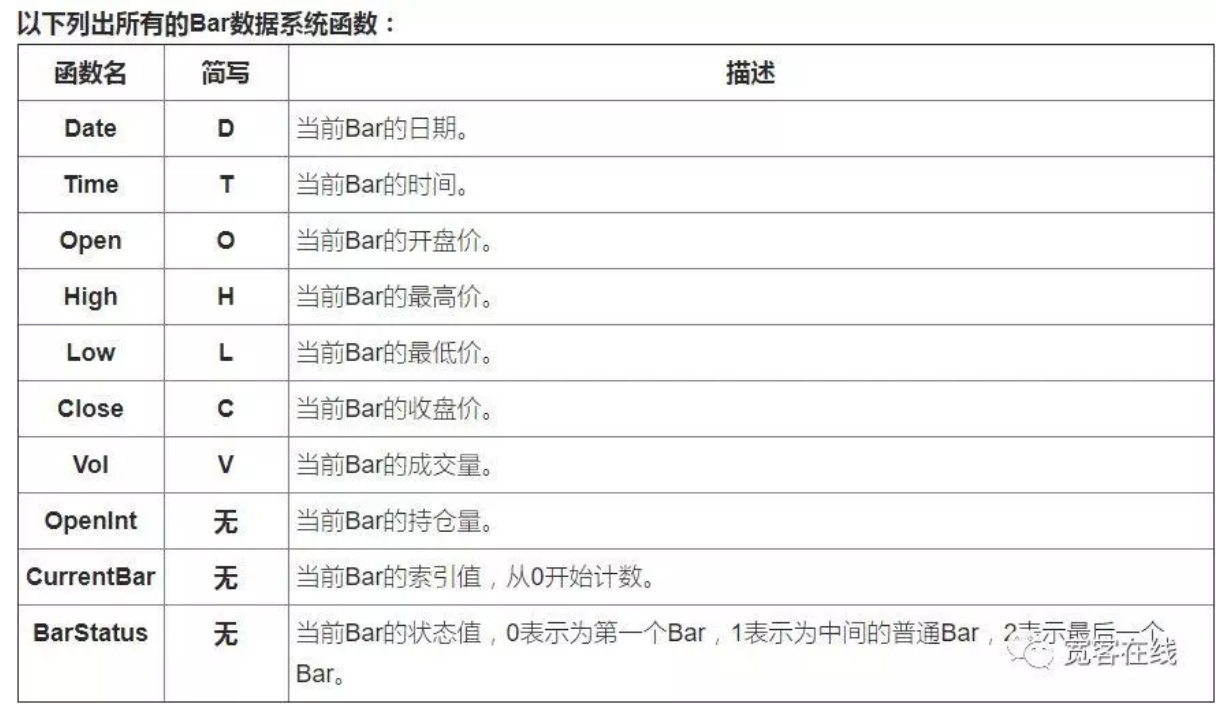 以下列出所有的Bar数据系统函数：
函数名 简写 描述
Date D 当前Bar的日期。
Time T 当前Bar的时间。
Open O 当前Bar的开盘价。
High H 当前Bar的最高价。
Low L 当前Bar的最低价。
Close C 当前Bar的收盘价。
Vol V 当前Bar的成交量。
OpenInt 无 当前Bar的持仓量。
CurrentBar 无 当前Bar的索引值，从0开始计数。
BarStatus 无 当前Bar的状态值，0表示为第一个Bar，1表示为中间的普通Bar，2表示最后一个
Bar。
宽客在线